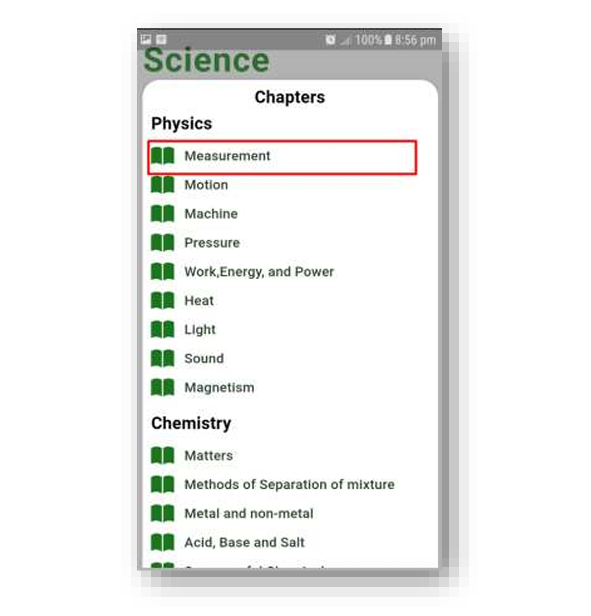 100% 8:56 pm
Science
Chapters
Physics
Measurement
Motion
Machine
Pressure
Work,Energy, and Power
Heat
Light
Sound
Magnetism
Chemistry
Matters
Methods of Separation of mixture
Metal and non-metal
Acid, Base and Salt